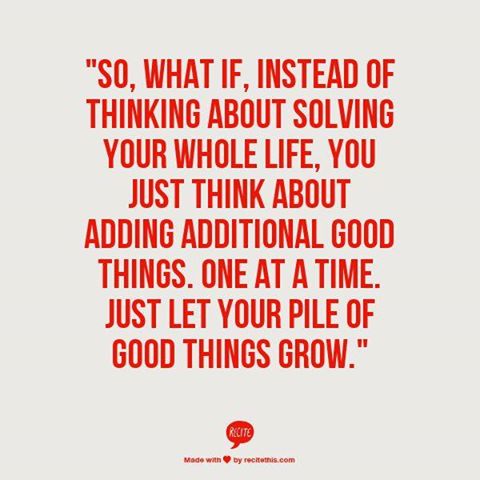 "SO, WHAT IF, INSTEAD OF
THINKING ABOUT SOLVING
YOUR WHOLE LIFE, YOU
JUST THINK ABOUT
ADDING ADDITIONAL GOOD
THINGS. ONE AT A TIME.
JUST LET YOUR PILE OF
GOOD THINGS GROW."
RECITE
Made with ♥ by recitethis.com